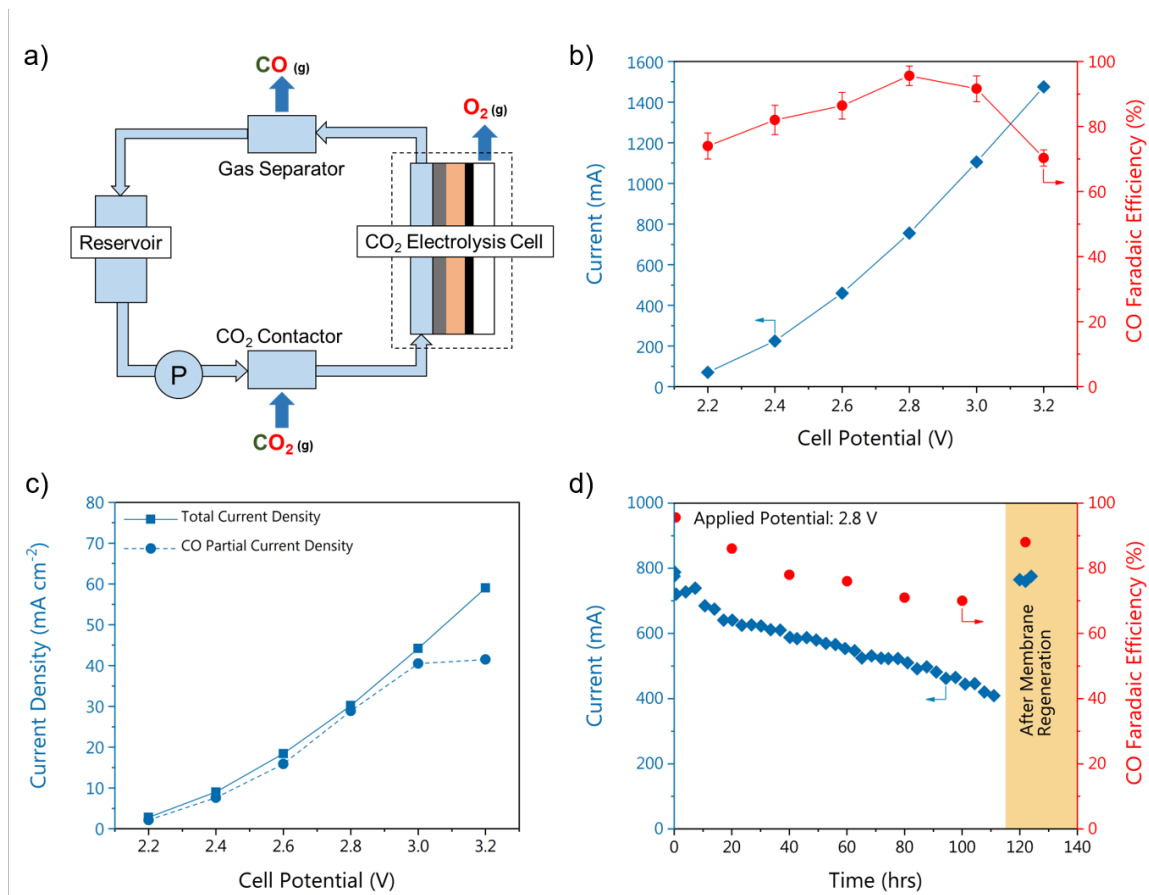 a)
CO (g)
O2 (g)
Gas Separator
Reservoir
CO2 Electrolysis Cell
CO2 Contactor
P
CO2 (g)
b)
1600
1400
1200
1000
800
600
400
200
0
Current (mA)
100
80
60
40
20
0
CO Faradaic Efficiency (%)
2.2 2.4 2.6 2.8 3.0 3.2
Cell Potential (V)
c)
80
70
60
50
40
30
20
10
0
Current Density (mA cm-2)
Total Current Density
CO Partial Current Density
2.2 2.4 2.6 2.8 3.0 3.2
Cell Potential (V)
d)
1000
800
600
400
200
0
Current (mA)
Applied Potential: 2.8 V
After Membrane
Regeneration
100
80
60
40
20
0
CO Faradaic Efficiency (%)
0 20 40 60 80 100 120 140
Time (hrs)